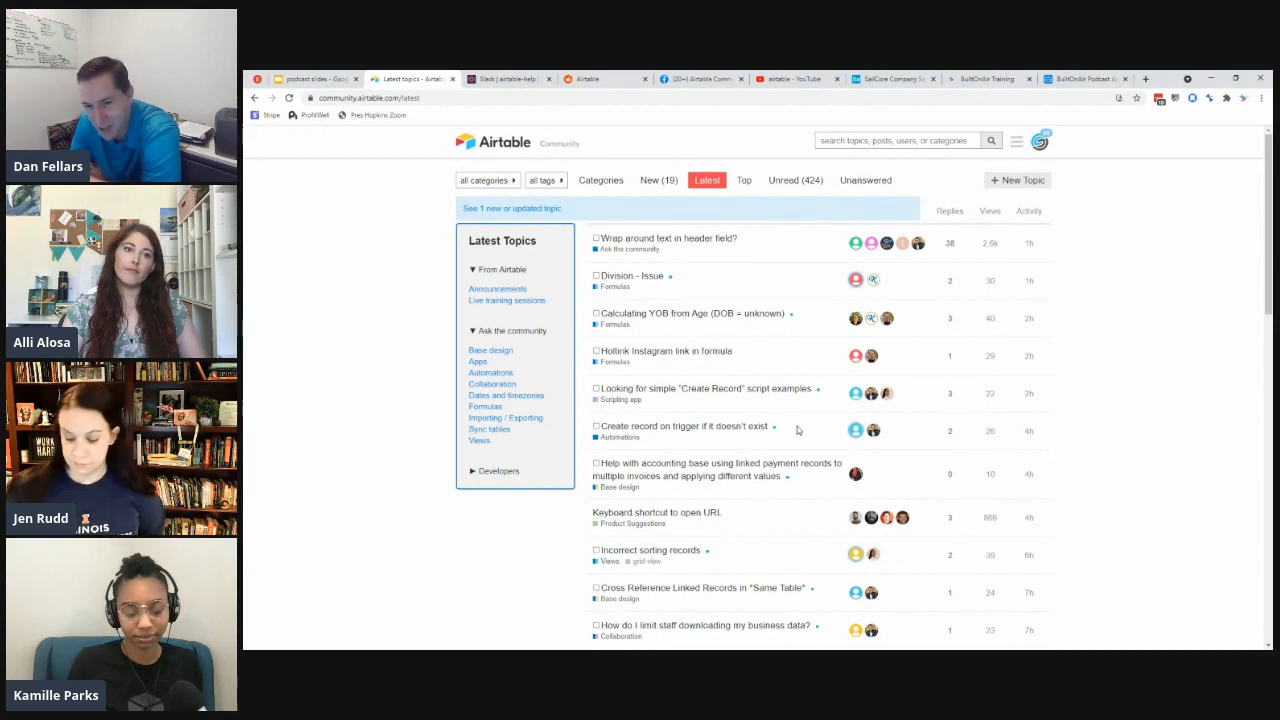 Dan Fellars
Alli Alosa
WORK
HARD
ILINOIS
Jen Rudd
Kamille Parks
podcast slides - Goog
Latest topics - Airtab
Slack | airtable-help |
Airtable
(20+) Airtable Comm
airtable - YouTube
SailCore Company Se
BuiltOnAir Training
BuiltOnAir Podcast Ap
community.airtable.com/latest
Stripe
ProfitWell
Pres Hopkins Zoom
Airtable Community
search topics, posts, users, or categories
all categories
all tags
Categories
New (19)
Latest
Top
Unread (424)
Unanswered
+ New Topic
See 1 new or updated topic
Replies
Views
Activity
Latest Topics
▼ From Airtable
Announcements
Live training sessions
▼ Ask the community
Base design
Apps
Automations
Collaboration
Dates and timezones
Formulas
Importing / Exporting
Sync tables
Views
▶ Developers
Wrap around text in header field?
Ask the community
38 2.6k 1h
Division - Issue
Formulas
2 30 1h
Calculating YOB from Age (DOB = unknown)
Formulas
3 40 2h
Holtink Instagram link in formula
Formulas
1 29 2h
Looking for simple "Create Record" script examples
Scripting app
3 22 2h
Create record on trigger if it doesn't exist
Automations
2 26 4h
Help with accounting base using linked payment records to
multiple invoices and applying different values
Base design
0 10 4h
Keyboard shortcut to open URL
Product Suggestions
3 866 4h
Incorrect sorting records
Views grid-view
2 39 6h
Cross Reference Linked Records in *Same Table*
Base design
1 24 7h
How do I limit staff downloading my business data?
Collaboration
1 23 7h